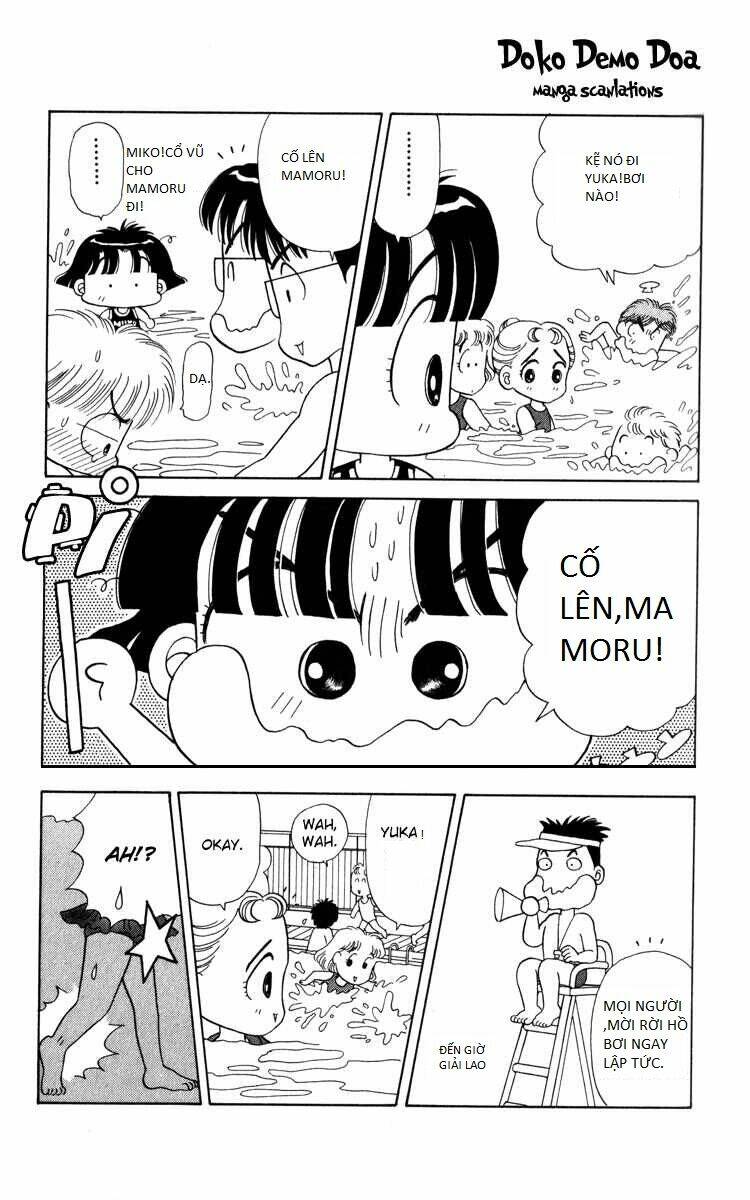 Doko Demo Doa
manga scanlations
.......
MIKO!CỔ VŨ
CHO
MAMORU
ĐI!
CỐ LÊN
MAMORU!
DẠ.
.......
KẸ NÓ ĐI
YUKA!BƠI
NÀO!
Pi
CỐ
LÊN,MA
MORU!
AH!?
OKAY.
WAH,
WAH.
YUKA!
ĐẾN GIỜ
GIẢI LAO
MỌI NGƯỜI
,MỜI RỜI HỒ
BƠI NGAY
LẬP TỨC.